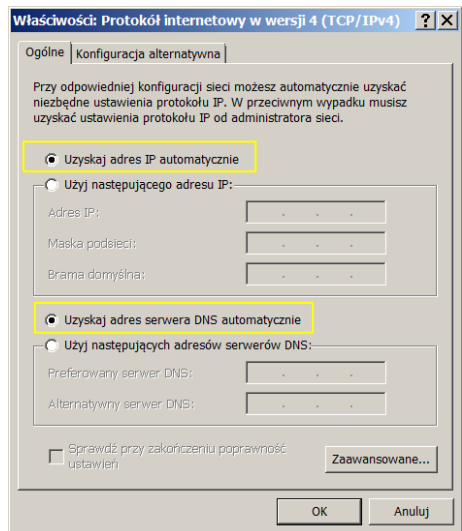 Właściwości: Protokół internetowy w wersji 4 (TCP/IPv4)
Ogólne Konfiguracja alternatywna
Przy odpowiedniej konfiguracji sieci możesz automatycznie uzyskać
niezbędne ustawienia protokołu IP. W przeciwnym wypadku musisz
uzyskać ustawienia protokołu IP od administratora sieci.
Uzyskaj adres IP automatycznie
Użyj następującego adresu IP:
Adres IP:
Maska podsieci:
Brama domyślna:
Uzyskaj adres serwera DNS automatycznie
Użyj następujących adresów serwerów DNS:
Preferowany serwer DNS:
Alternatywny serwer DNS:
Sprawdź przy zakończeniu poprawność
ustawień
Zaawansowane...
OK Anuluj